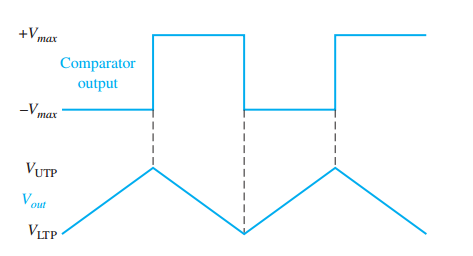 +Vmax
Comparator
output
–Vmax
VUTP
Vout
VLTP